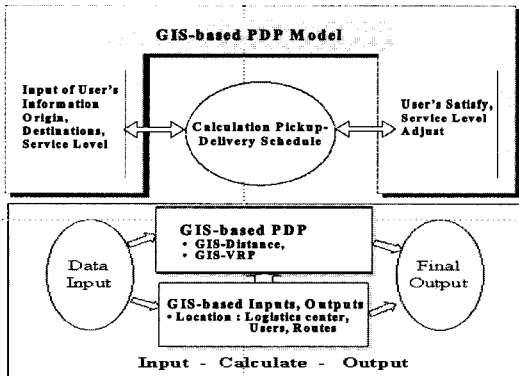 GIS-based PDP Model
Input of User's
Information
Origin,
Destinations,
Service Level
Calculation Pickup-
Delivery Schedule
User's Satisfy,
Service Level
Adjust
Data
Input
GIS-based PDP
• GIS-Distance,
• GIS-VRP
GIS-based Inputs, Outputs
• Location : Logistics center,
Users, Routes
Final
Output
Input - Calculate - Output